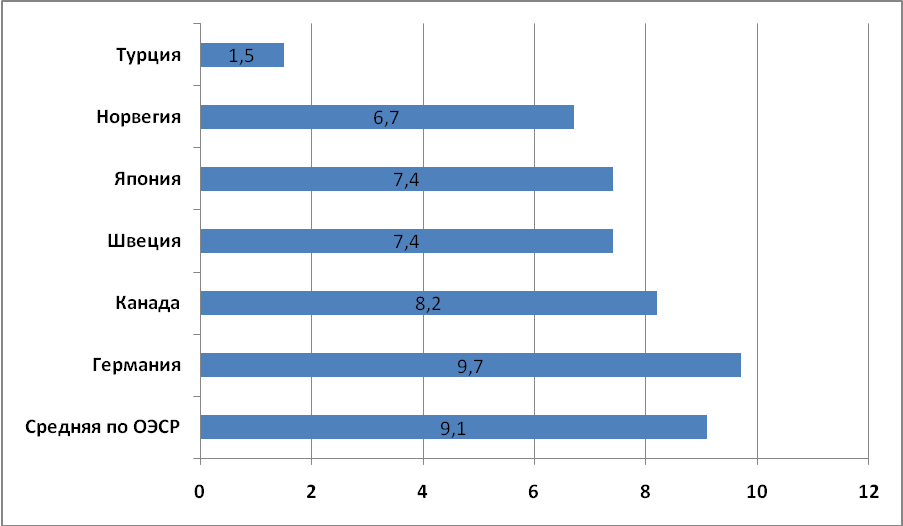 Турция 1,5
Норвегия 6,7
Япония 7,4
Швеция 7,4
Канада 8,2
Германия 9,7
Средняя по ОЭСР 9,1
0 2 4 6 8 10 12